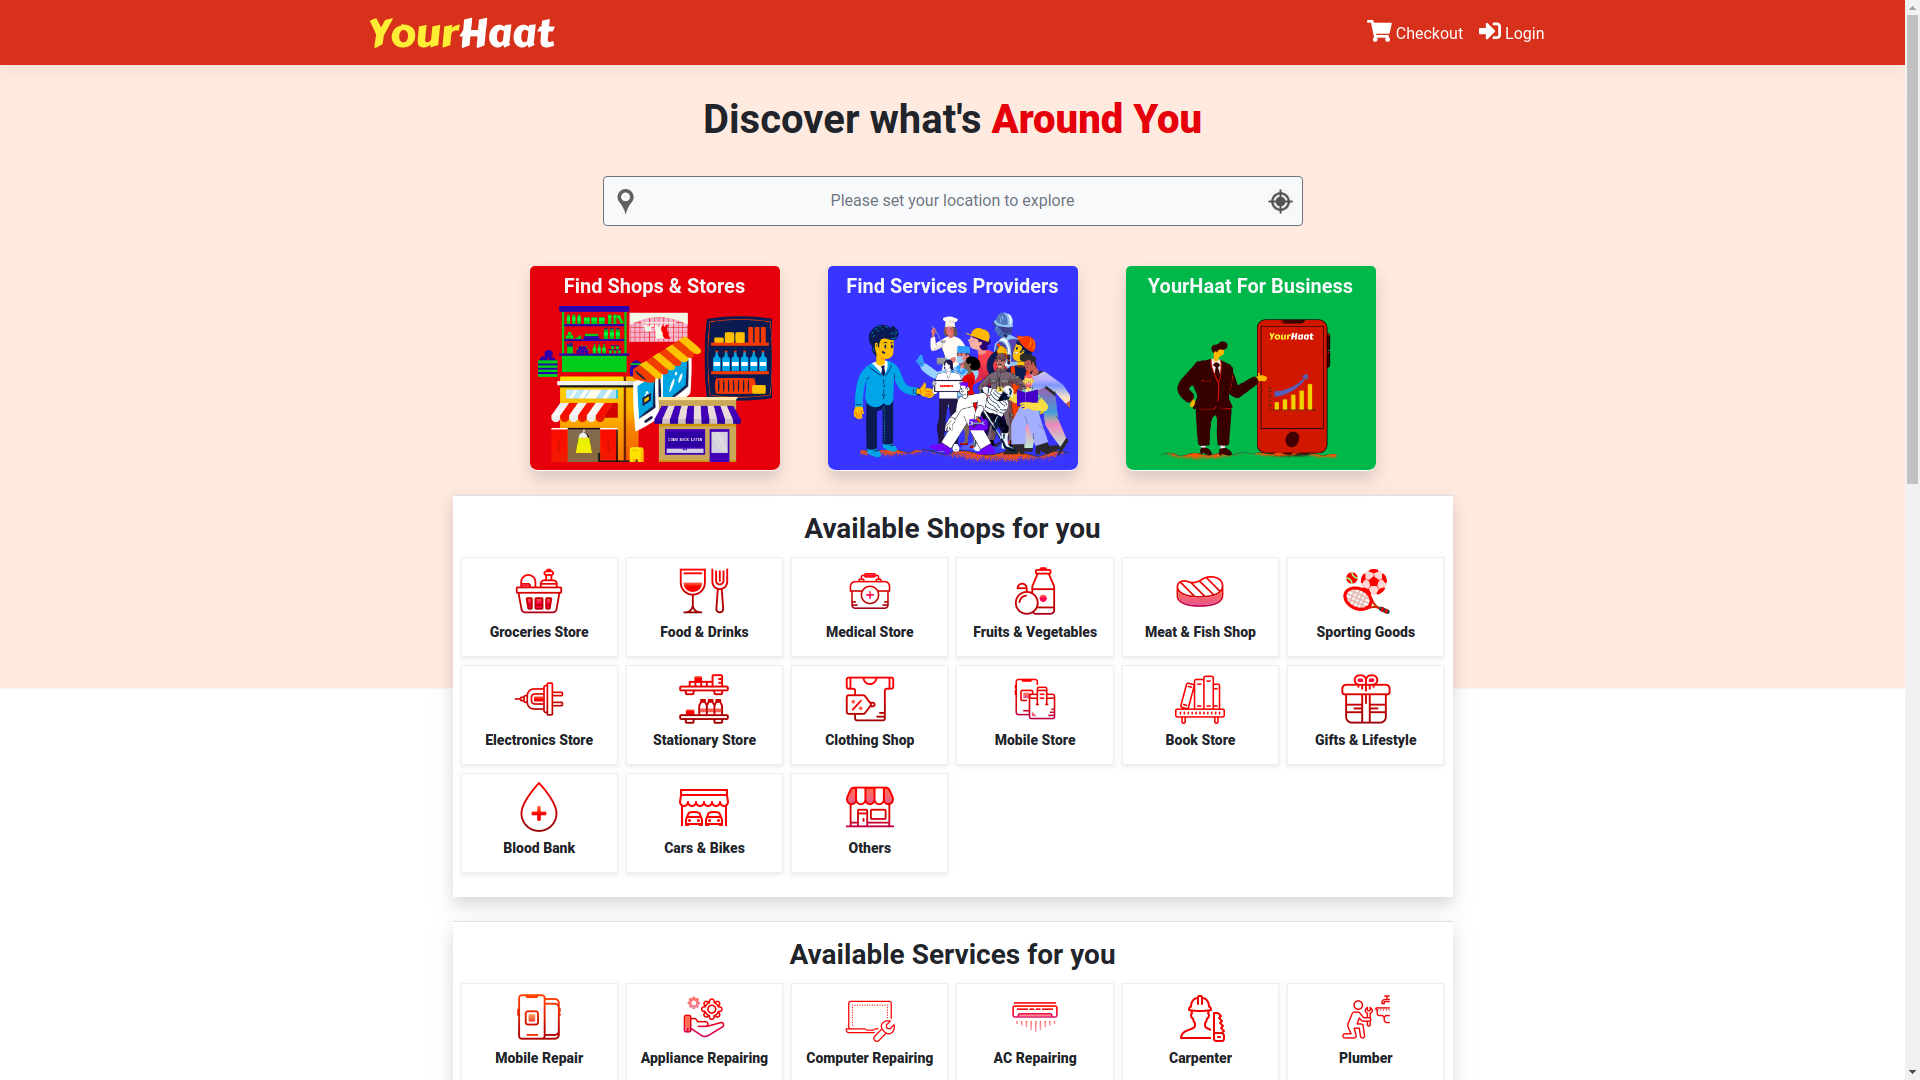 YourHaat
Checkout
Login
Discover what's Around You
Please set your location to explore
Find Shops & Stores
Find Services Providers
YourHaat For Business
YourHaat
COME BACK LATER
Available Shops for you
Groceries Store
Food & Drinks
Medical Store
Fruits & Vegetables
Meat & Fish Shop
Sporting Goods
Electronics Store
Stationary Store
Clothing Shop
Mobile Store
Book Store
Gifts & Lifestyle
Blood Bank
Cars & Bikes
Others
Available Services for you
Mobile Repair
Appliance Repairing
Computer Repairing
AC Repairing
Carpenter
Plumber